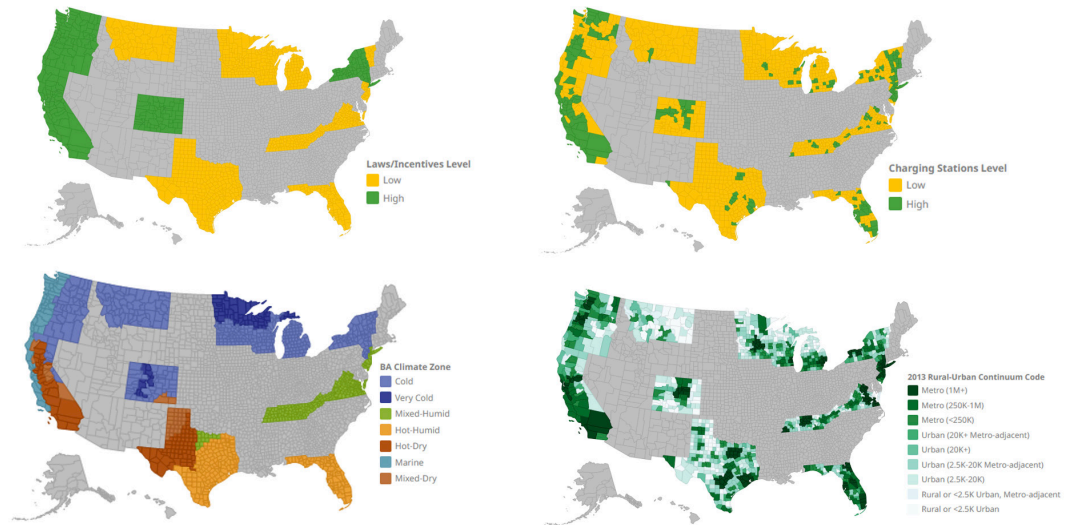 Laws/Incentives Level
Low
High
Charging Stations Level
Low
High
BA Climate Zone
Cold
Very Cold
Mixed-Humid
Hot-Humid
Hot-Dry
Marine
Mixed-Dry
2013 Rural-Urban Continuum Code
Metro (1M+)
Metro (250K-1M)
Metro (<250K)
Urban (20K+ Metro-adjacent)
Urban (20K+)
Urban (2.5K-20K Metro-adjacent)
Urban (2.5K-20K)
Rural or <2.5K Urban, Metro-adjacent
Rural or <2.5K Urban